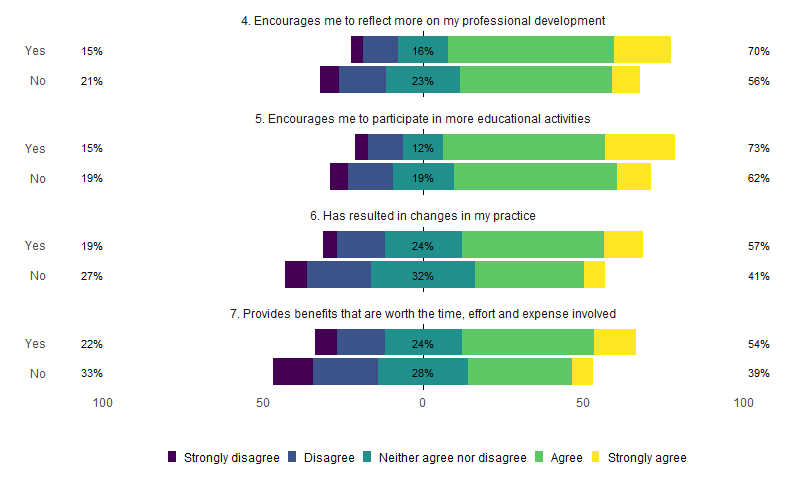 4. Encourages me to reflect more on my professional development
Yes 15% 16% 70%
No 21% 23% 56%
5. Encourages me to participate in more educational activities
Yes 15% 12% 73%
No 19% 19% 62%
6. Has resulted in changes in my practice
Yes 19% 24% 57%
No 27% 32% 41%
7. Provides benefits that are worth the time, effort and expense involved
Yes 22% 24% 54%
No 33% 28% 39%
100 50 0 50 100
Strongly disagree Disagree Neither agree nor disagree Agree Strongly agree